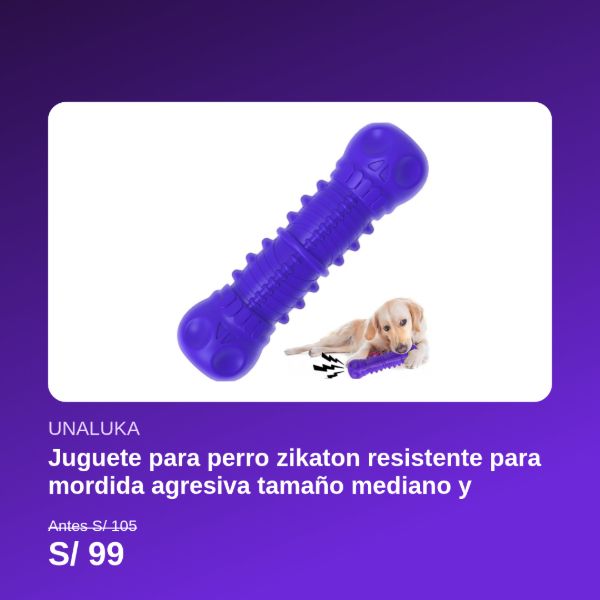 UNALUKA
Juguete para perro zikaton resistente para
mordida agresiva tamaño mediano y
Antes S/ 105
S/ 99